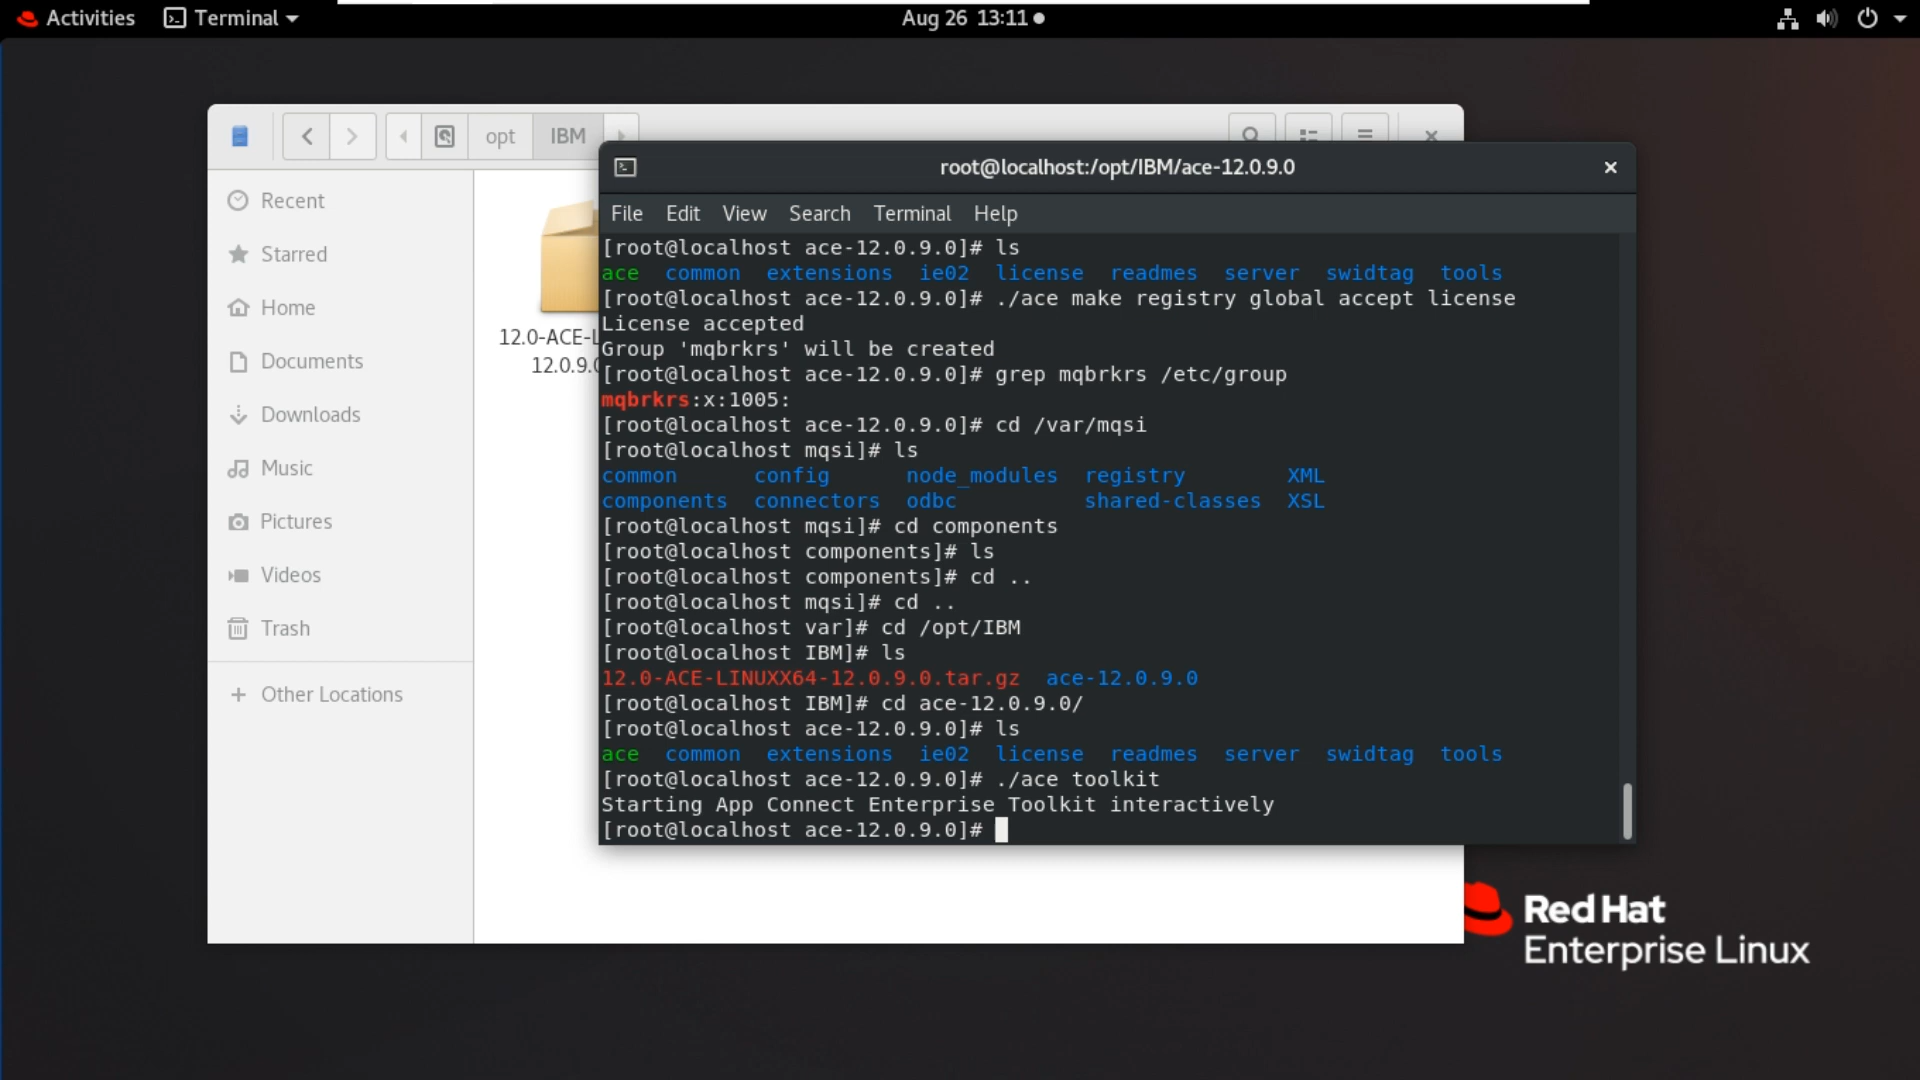 Activities
Terminal
Aug 26 13:11
opt
IBM
Recent
Starred
Home
Documents
Downloads
Music
Pictures
Videos
Trash
Other Locations
12.0-ACE-L
12.0.9.0
root@localhost:/opt/IBM/ace-12.0.9.0
File Edit View Search Terminal Help
[root@localhost ace-12.0.9.0]# ls
ace common extensions ie02 license readmes server swidtag tools
[root@localhost ace-12.0.9.0]# ./ace make registry global accept license
License accepted
Group 'mqbrkrs' will be created
[root@localhost ace-12.0.9.0]# grep mqbrkrs /etc/group
mqbrkrs:x:1005:
[root@localhost ace-12.0.9.0]# cd /var/mqsi
[root@localhost mqsi]# ls
common config node_modules registry XML
components connectors odbc shared-classes XSL
[root@localhost mqsi]# cd components
[root@localhost components]# ls
[root@localhost components]# cd ..
[root@localhost mqsi]# cd ..
[root@localhost var]# cd /opt/IBM
[root@localhost IBM]# ls
12.0-ACE-LINUXX64-12.0.9.0.tar.gz ace-12.0.9.0
[root@localhost IBM]# cd ace-12.0.9.0/
[root@localhost ace-12.0.9.0]# ls
ace common extensions ie02 license readmes server swidtag tools
[root@localhost ace-12.0.9.0]# ./ace toolkit
Starting App Connect Enterprise Toolkit interactively
[root@localhost ace-12.0.9.0]#
Red Hat
Enterprise Linux